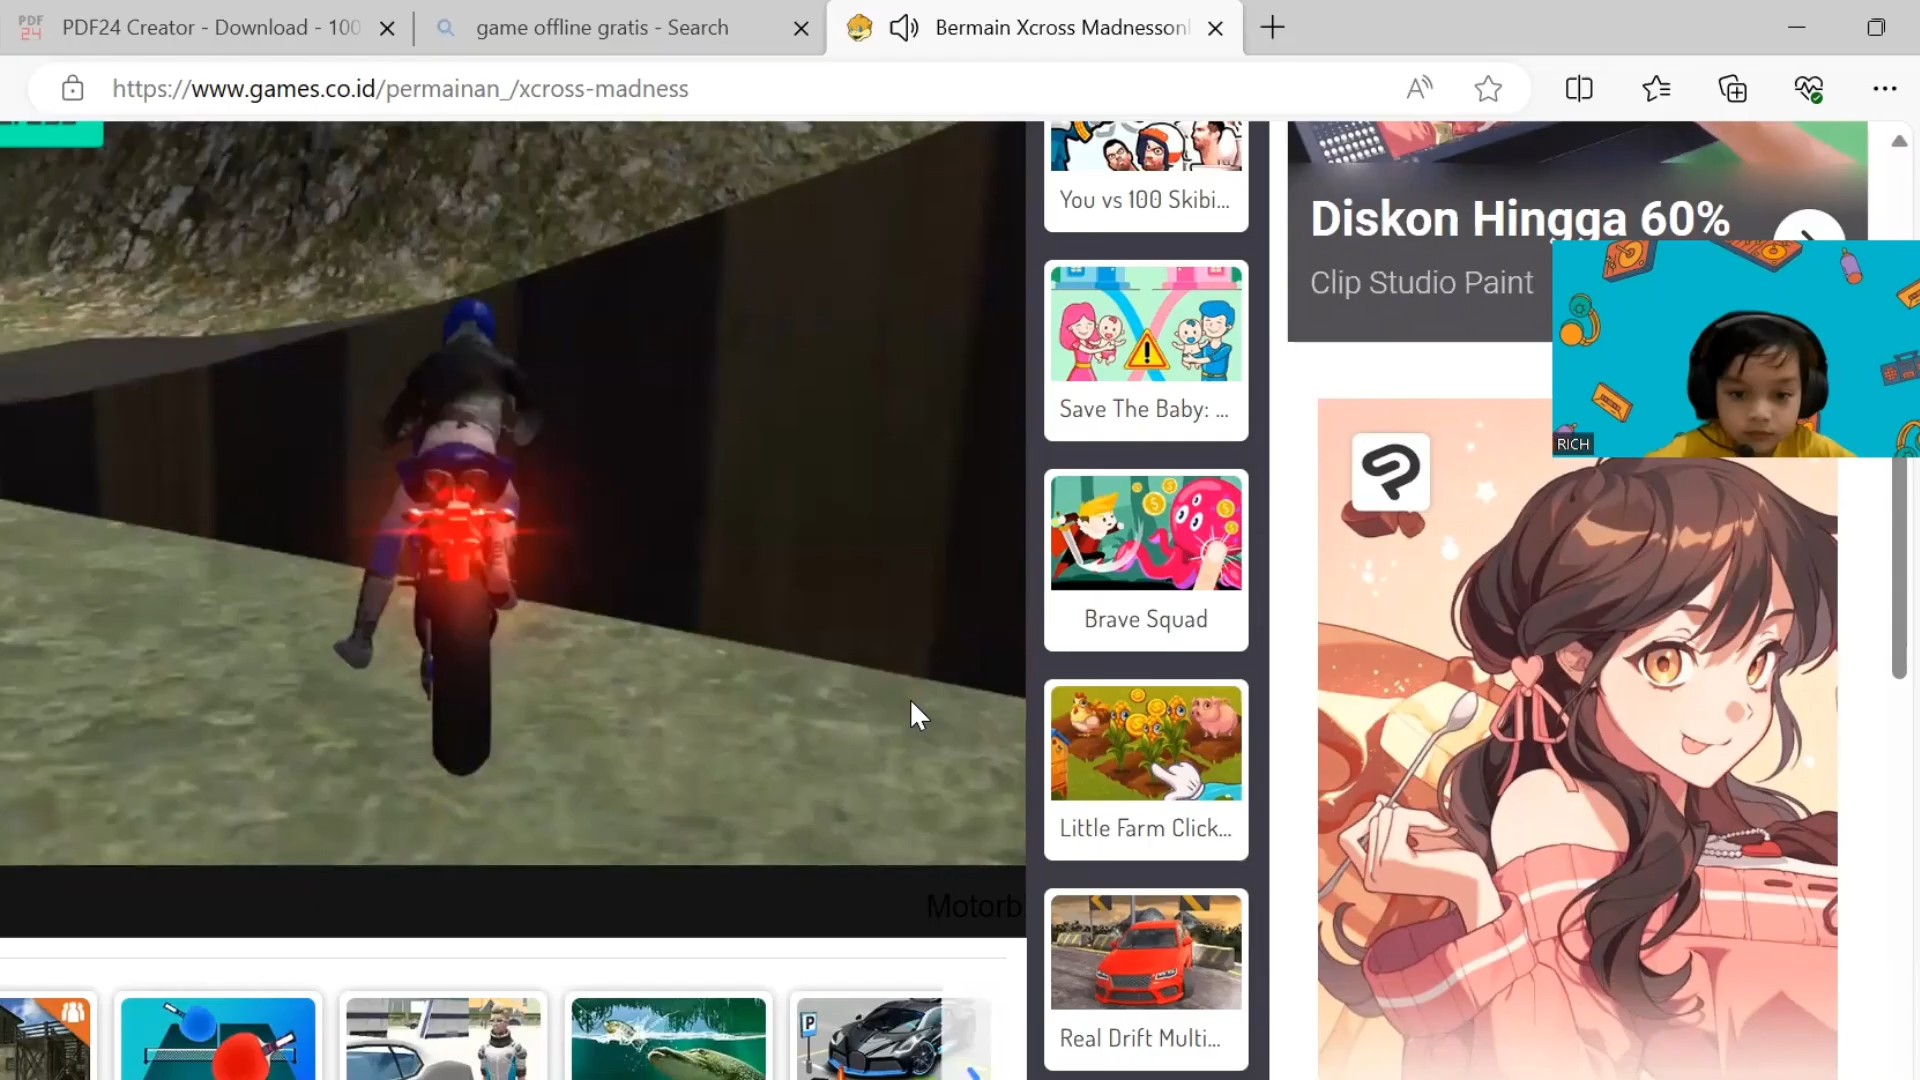 PDF24 PDF24 Creator - Download - 100
game offline gratis - Search
Bermain Xcross Madnessonl
https://www.games.co.id/permainan_/xcross-madness
You vs 100 Skibi...
Diskon Hingga 60%
Clip Studio Paint
RICH
Save The Baby: ...
Brave Squad
Little Farm Click...
Motorb
Real Drift Multi...
P